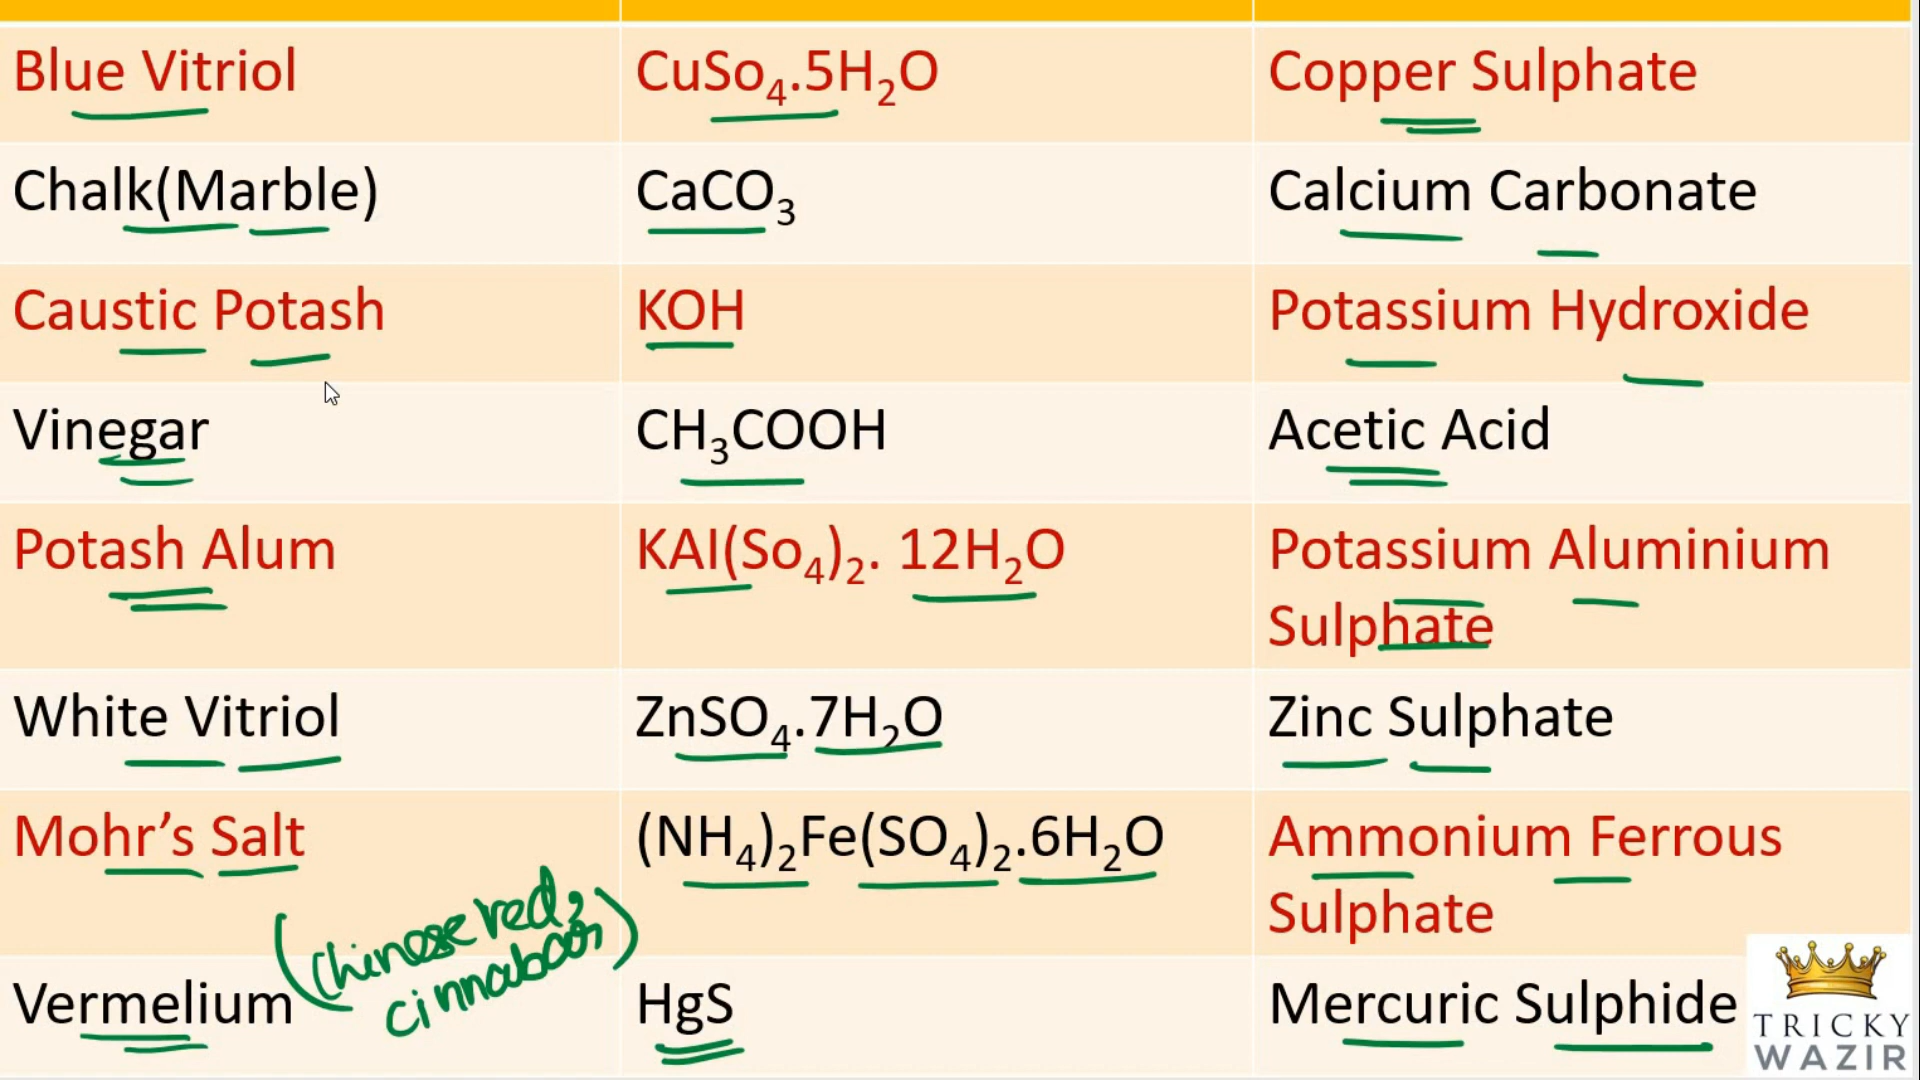 Blue Vitriol CuSo₄.5H₂O Copper Sulphate
Chalk(Marble) CaCO₃ Calcium Carbonate
Caustic Potash KOH Potassium Hydroxide
Vinegar CH₃COOH Acetic Acid
Potash Alum KAI(So₄)₂. 12H₂O Potassium Aluminium
Sulphate
White Vitriol ZnSO₄.7H₂O Zinc Sulphate
Mohr’s Salt (NH₄)₂Fe(SO₄)₂.6H₂O Ammonium Ferrous
Sulphate
(Chinese red,
cinnabar)
Vermelium HgS Mercuric Sulphide
TRICKY
WAZIR